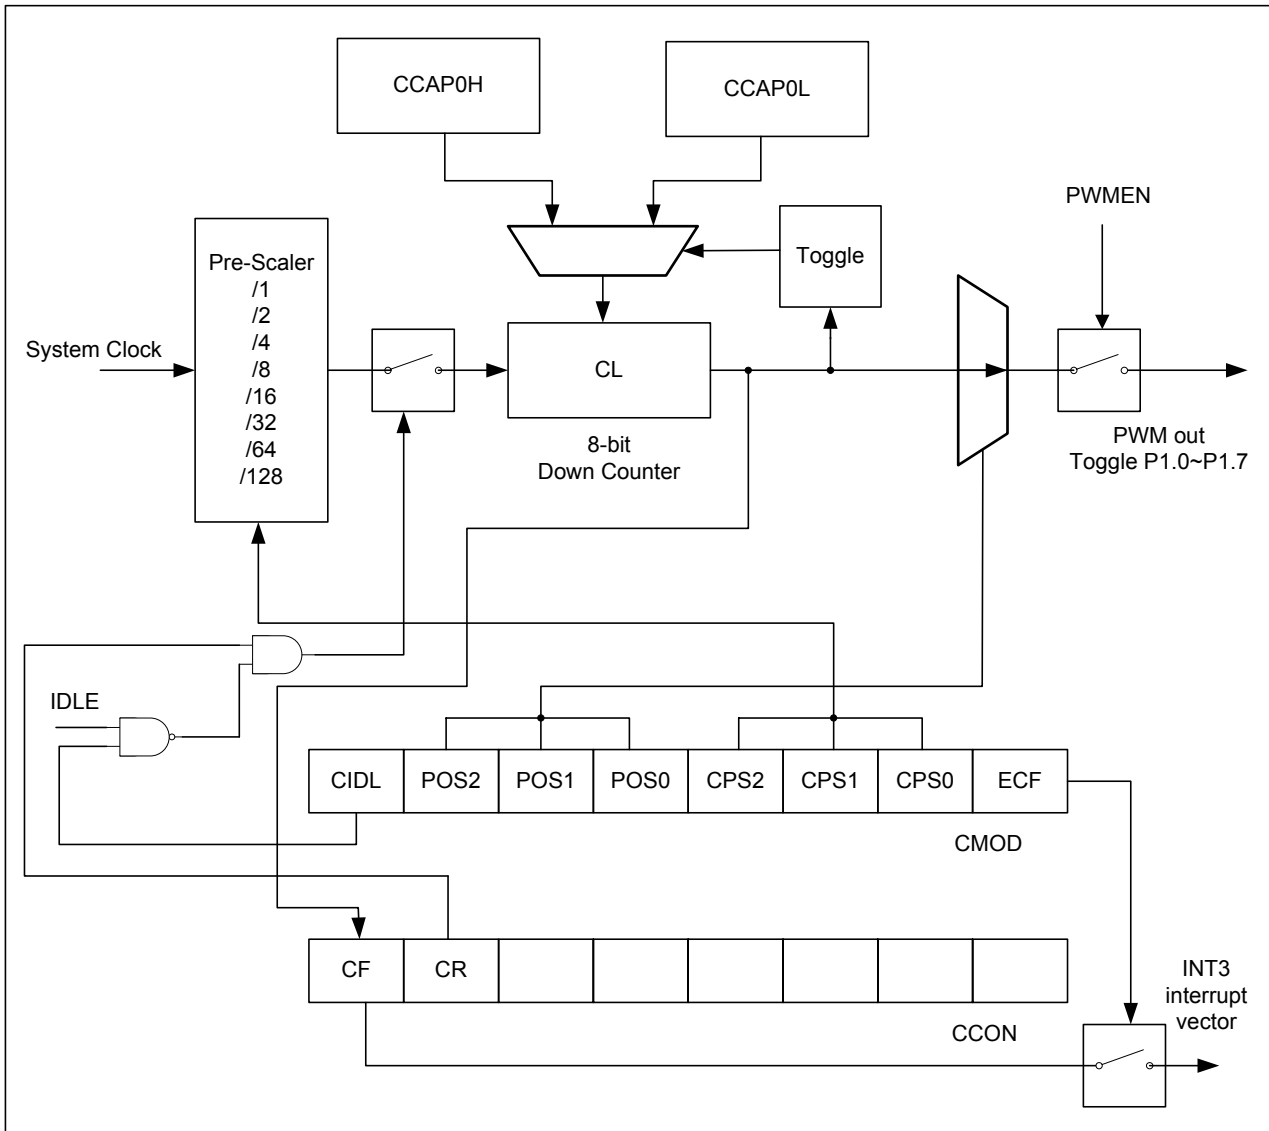 CCAP0H
CCAP0L
PWMEN
Pre-Scaler
/1
/2
/4
/8
/16
/32
/64
/128
Toggle
System Clock
CL
8-bit
Down Counter
PWM out
Toggle P1.0~P1.7
IDLE
CIDL POS2 POS1 POS0 CPS2 CPS1 CPS0 ECF
CMOD
CF CR
CCON
INT3
interrupt
vector